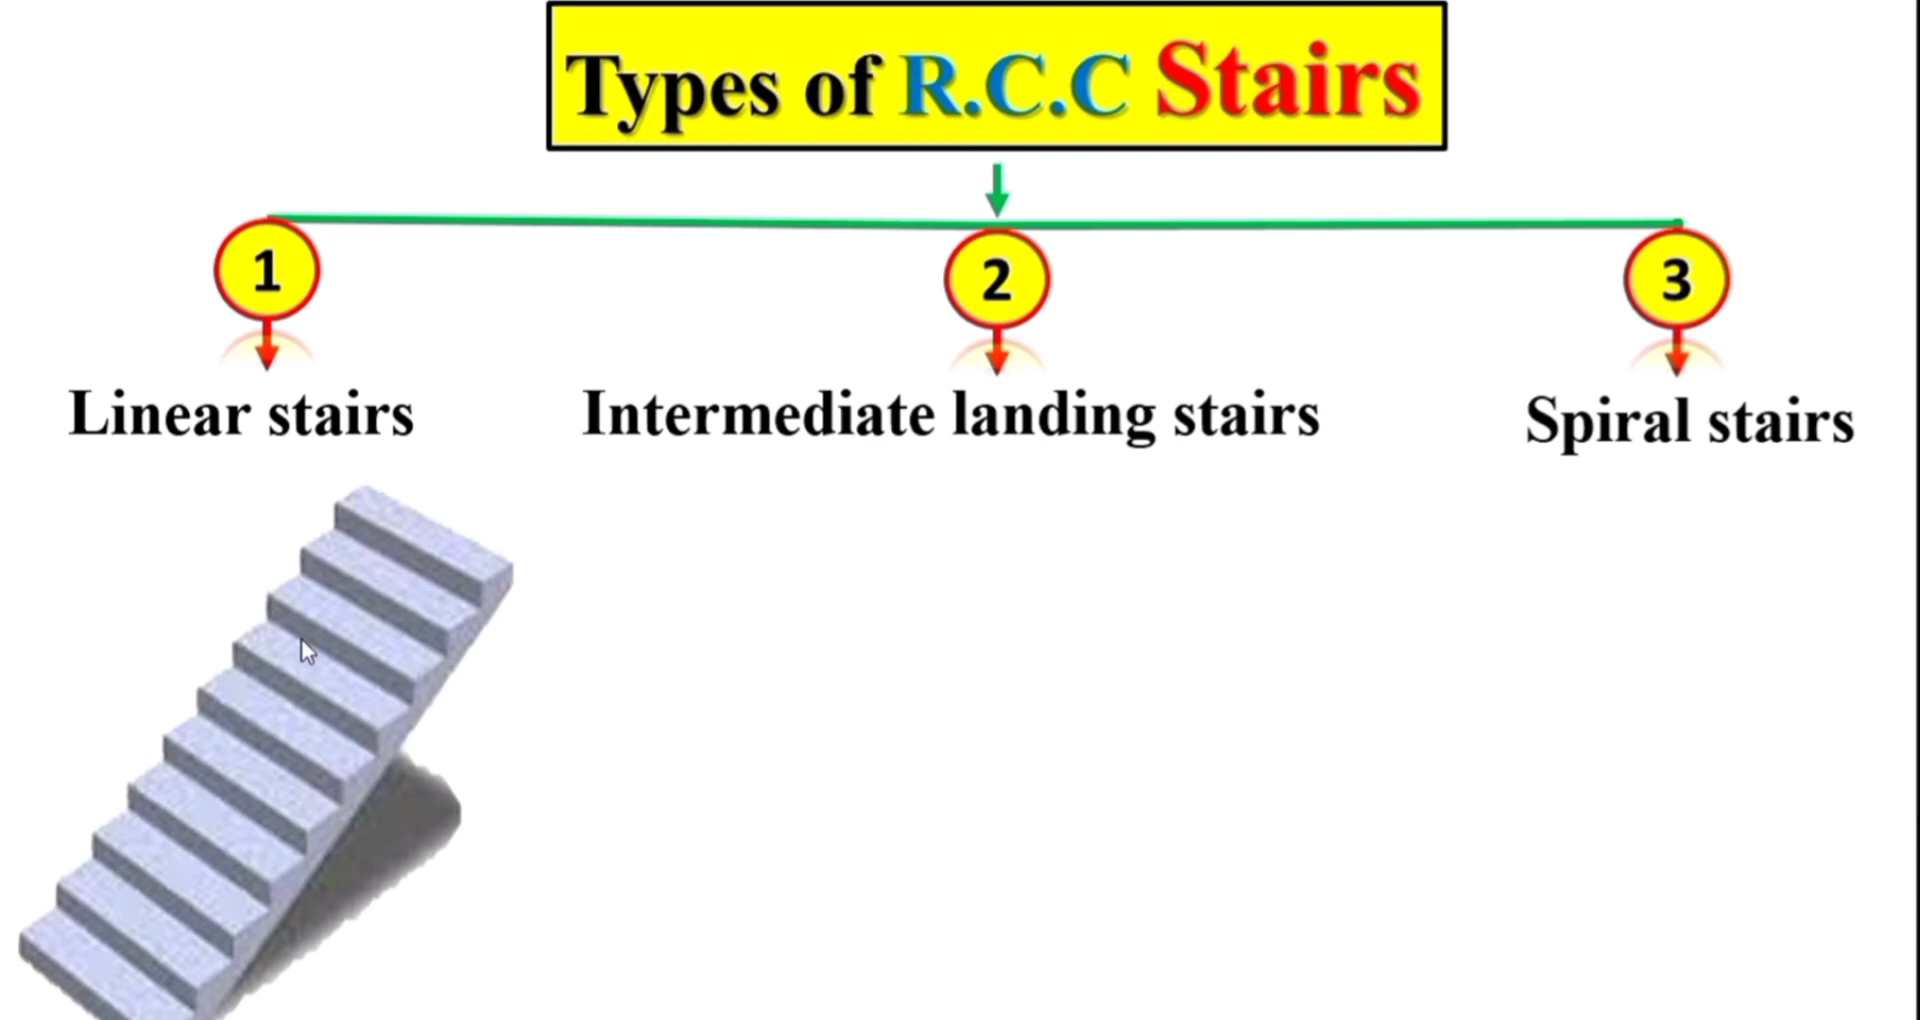 Types of R.C.C Stairs
1
2
3
Linear stairs
Intermediate landing stairs
Spiral stairs